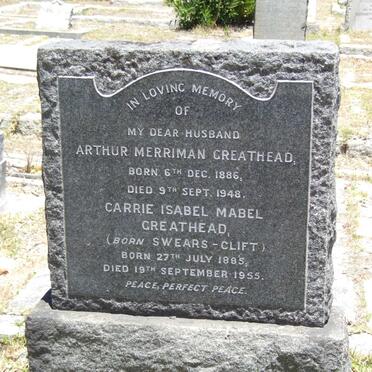 IN LOVING MEMORY
OF
MY DEAR HUSBAND
ARTHUR MERRIMAN GREATHEAD,
BORN 6TH DEC. 1886,
DIED 9TH SEPT. 1948.
CARRIE ISABEL MABEL
GREATHEAD,
(BORN SWEARS-CLIFT)
BORN 27TH JULY 1885,
DIED 19TH SEPTEMBER 1955.
PEACE, PERFECT PEACE.